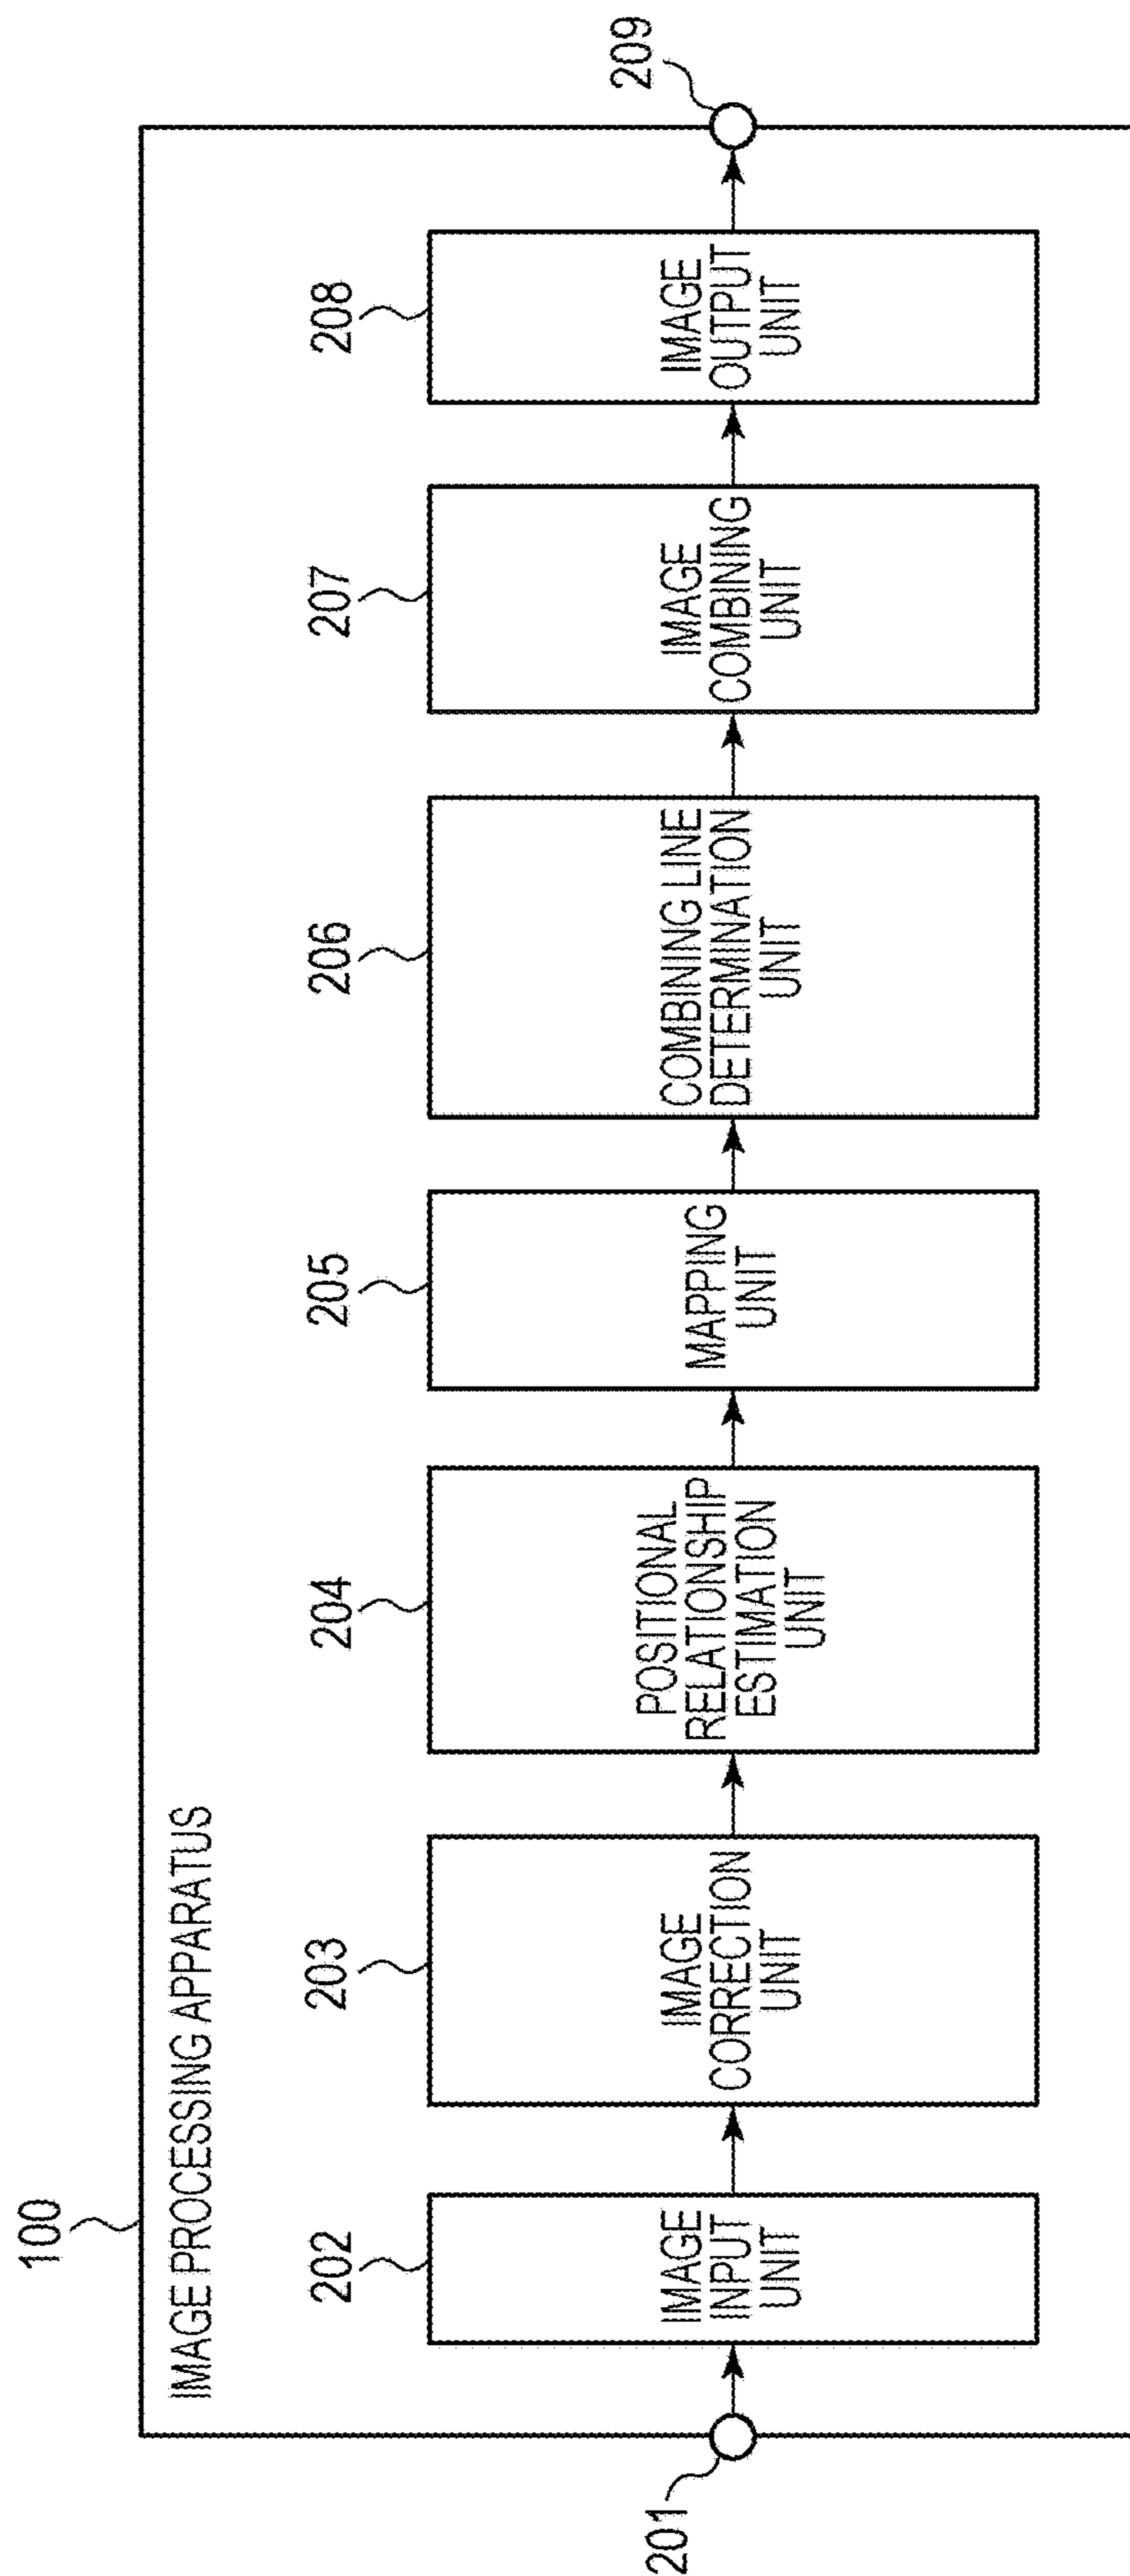 100
IMAGE PROCESSING APPARATUS
201
202
IMAGE
INPUT
UNIT
203
IMAGE
CORRECTION
UNIT
204
POSITIONAL
RELATIONSHIP
ESTIMATION
UNIT
205
MAPPING
UNIT
206
COMBINING LINE
DETERMINATION
UNIT
207
IMAGE
COMBINING
UNIT
208
IMAGE
OUTPUT
UNIT
209